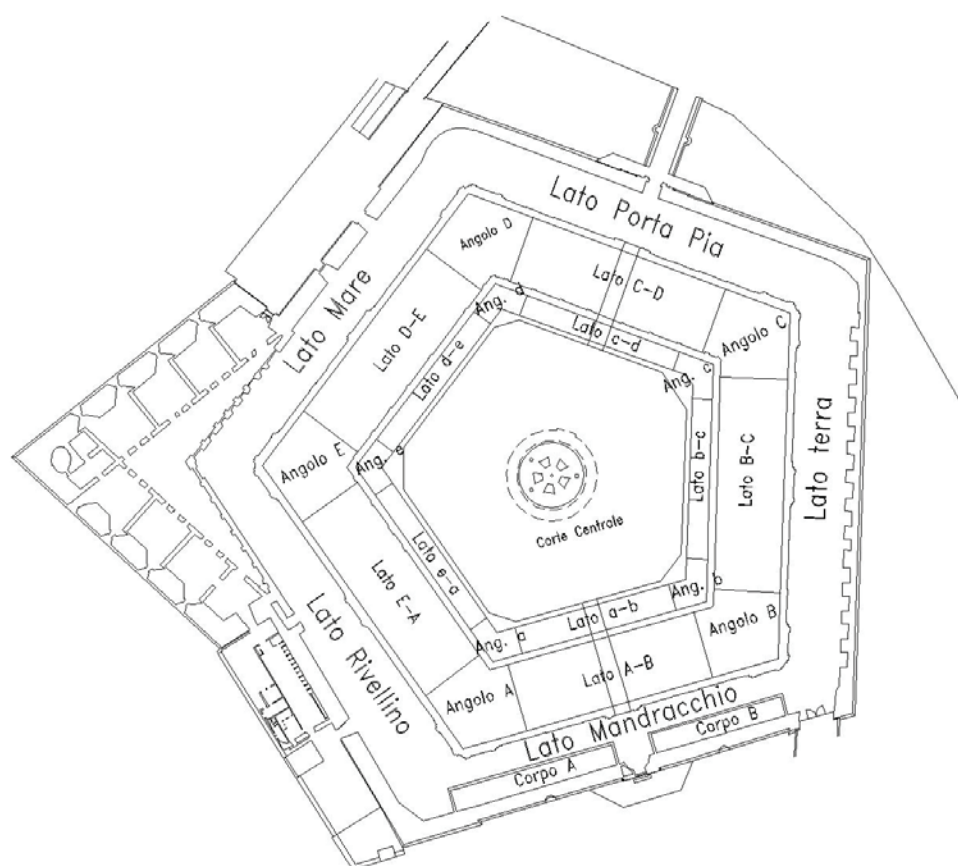 Lato Porta Pia
Angolo D
Lato C-D
Lato Mare
Ang. d
Lato D-E
Lato c-d
Angolo C
Lato d-e
Ang. c
Lato terra
Angolo E
Ang. e
Lato b-c
Lato B-C
Corte Centrale
Lato e-a
Lato E-A
Ang. b
Lato a-b
Angolo B
Ang. a
Lato A-B
Lato Rivellino
Angolo A
Lato Mandracchio
Corpo B
Corpo A